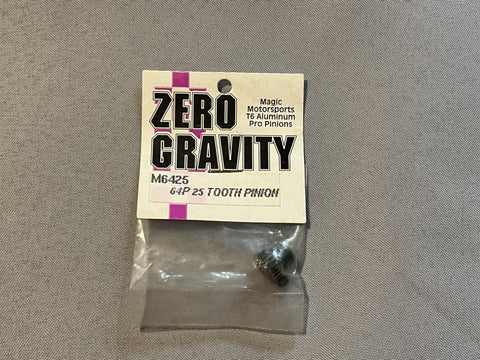 ZERO
GRAVITY
Magic
Motorsports
T6 Aluminum
Pro Pinions
M6425
64P 25 TOOTH PINION